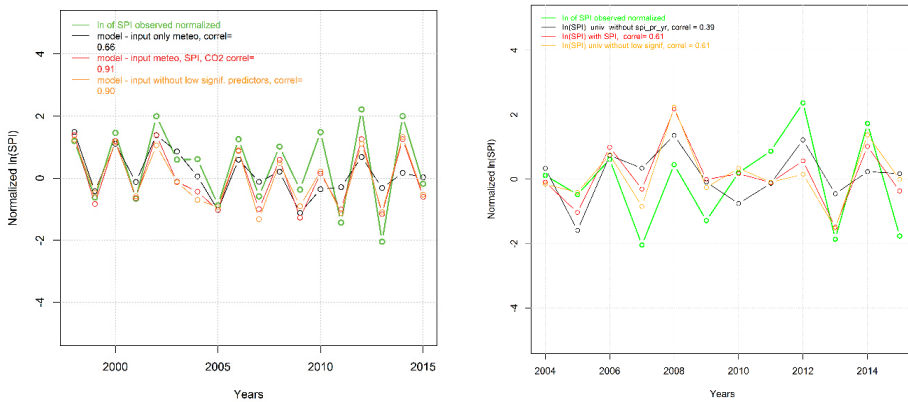 ln of SPI observed normalized
model - input only meteo, correl=
0.66
model - input meteo, SPI, CO2 correl=
0.91
model - input without low signif. predictors, correl=
0.90
Normalized ln(SPI)
4
2
0
-2
-4
2000
2005
2010
2015
Years
ln of SPI observed normalized
ln(SPI) univ without spi_pr_yr, correl = 0.39
ln(SPI) with SPI, correl= 0.61
ln(SPI) univ without low signif, correl = 0.61
Normalized ln(SPI)
4
2
0
-2
-4
2004
2006
2008
2010
2012
2014
Years